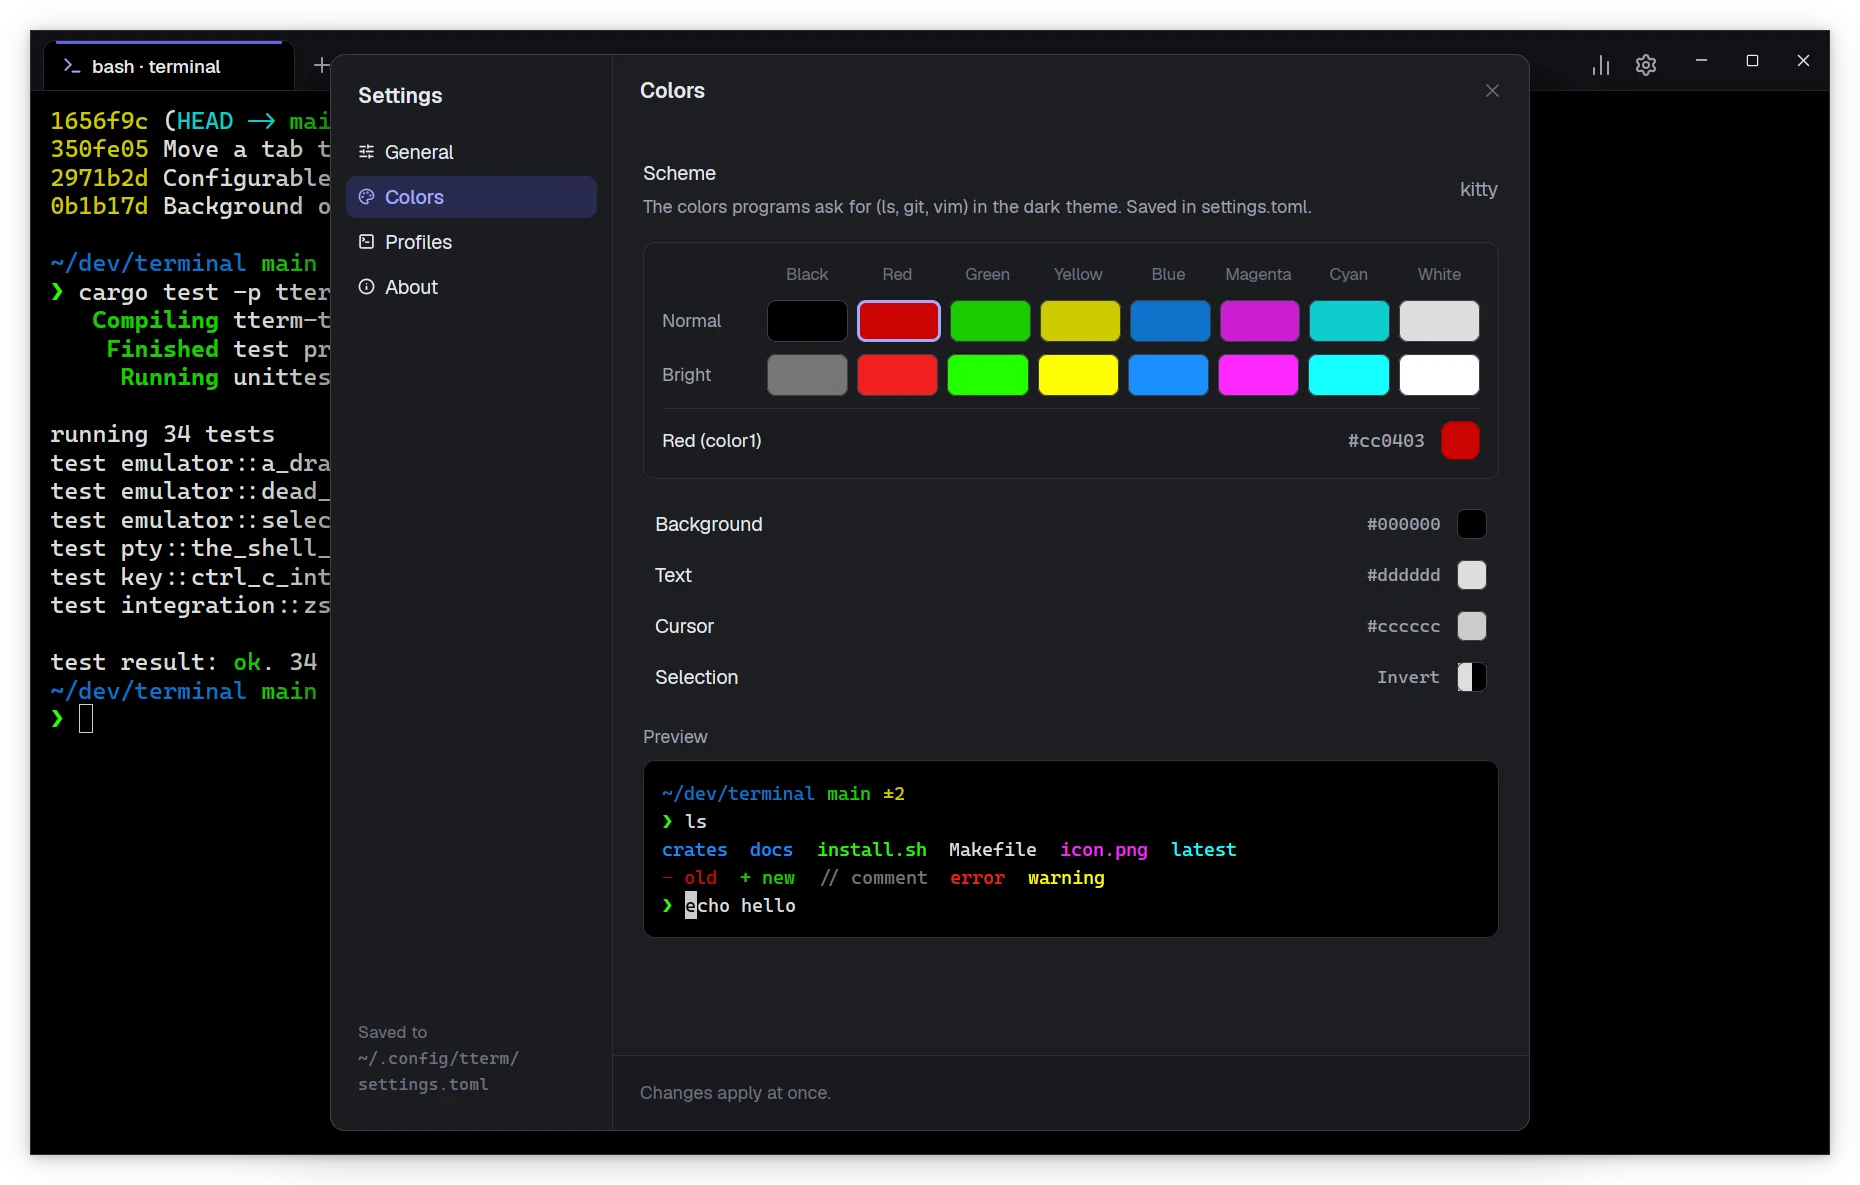 bash · terminal
1656f9c (HEAD → mai
350fe05 Move a tab t
2971b2d Configurable
0b1b17d Background o
~/dev/terminal main
❯ cargo test -p tter
Compiling tterm-t
Finished test pr
Running unittes
running 34 tests
test emulator::a_dra
test emulator::dead_
test emulator::selec
test pty::the_shell_
test key::ctrl_c_int
test integration::zs
test result: ok. 34
~/dev/terminal main
❯
Settings
General
Colors
Profiles
About
Saved to
~/.config/tterm/
settings.toml
Colors
Scheme
The colors programs ask for (ls, git, vim) in the dark theme. Saved in settings.toml.
kitty
Black Red Green Yellow Blue Magenta Cyan White
Normal
Bright
Red (color1) #cc0403
Background #000000
Text #dddddd
Cursor #cccccc
Selection Invert
Preview
~/dev/terminal main ±2
❯ ls
crates docs install.sh Makefile icon.png latest
- old + new // comment error warning
❯ echo hello
Changes apply at once.